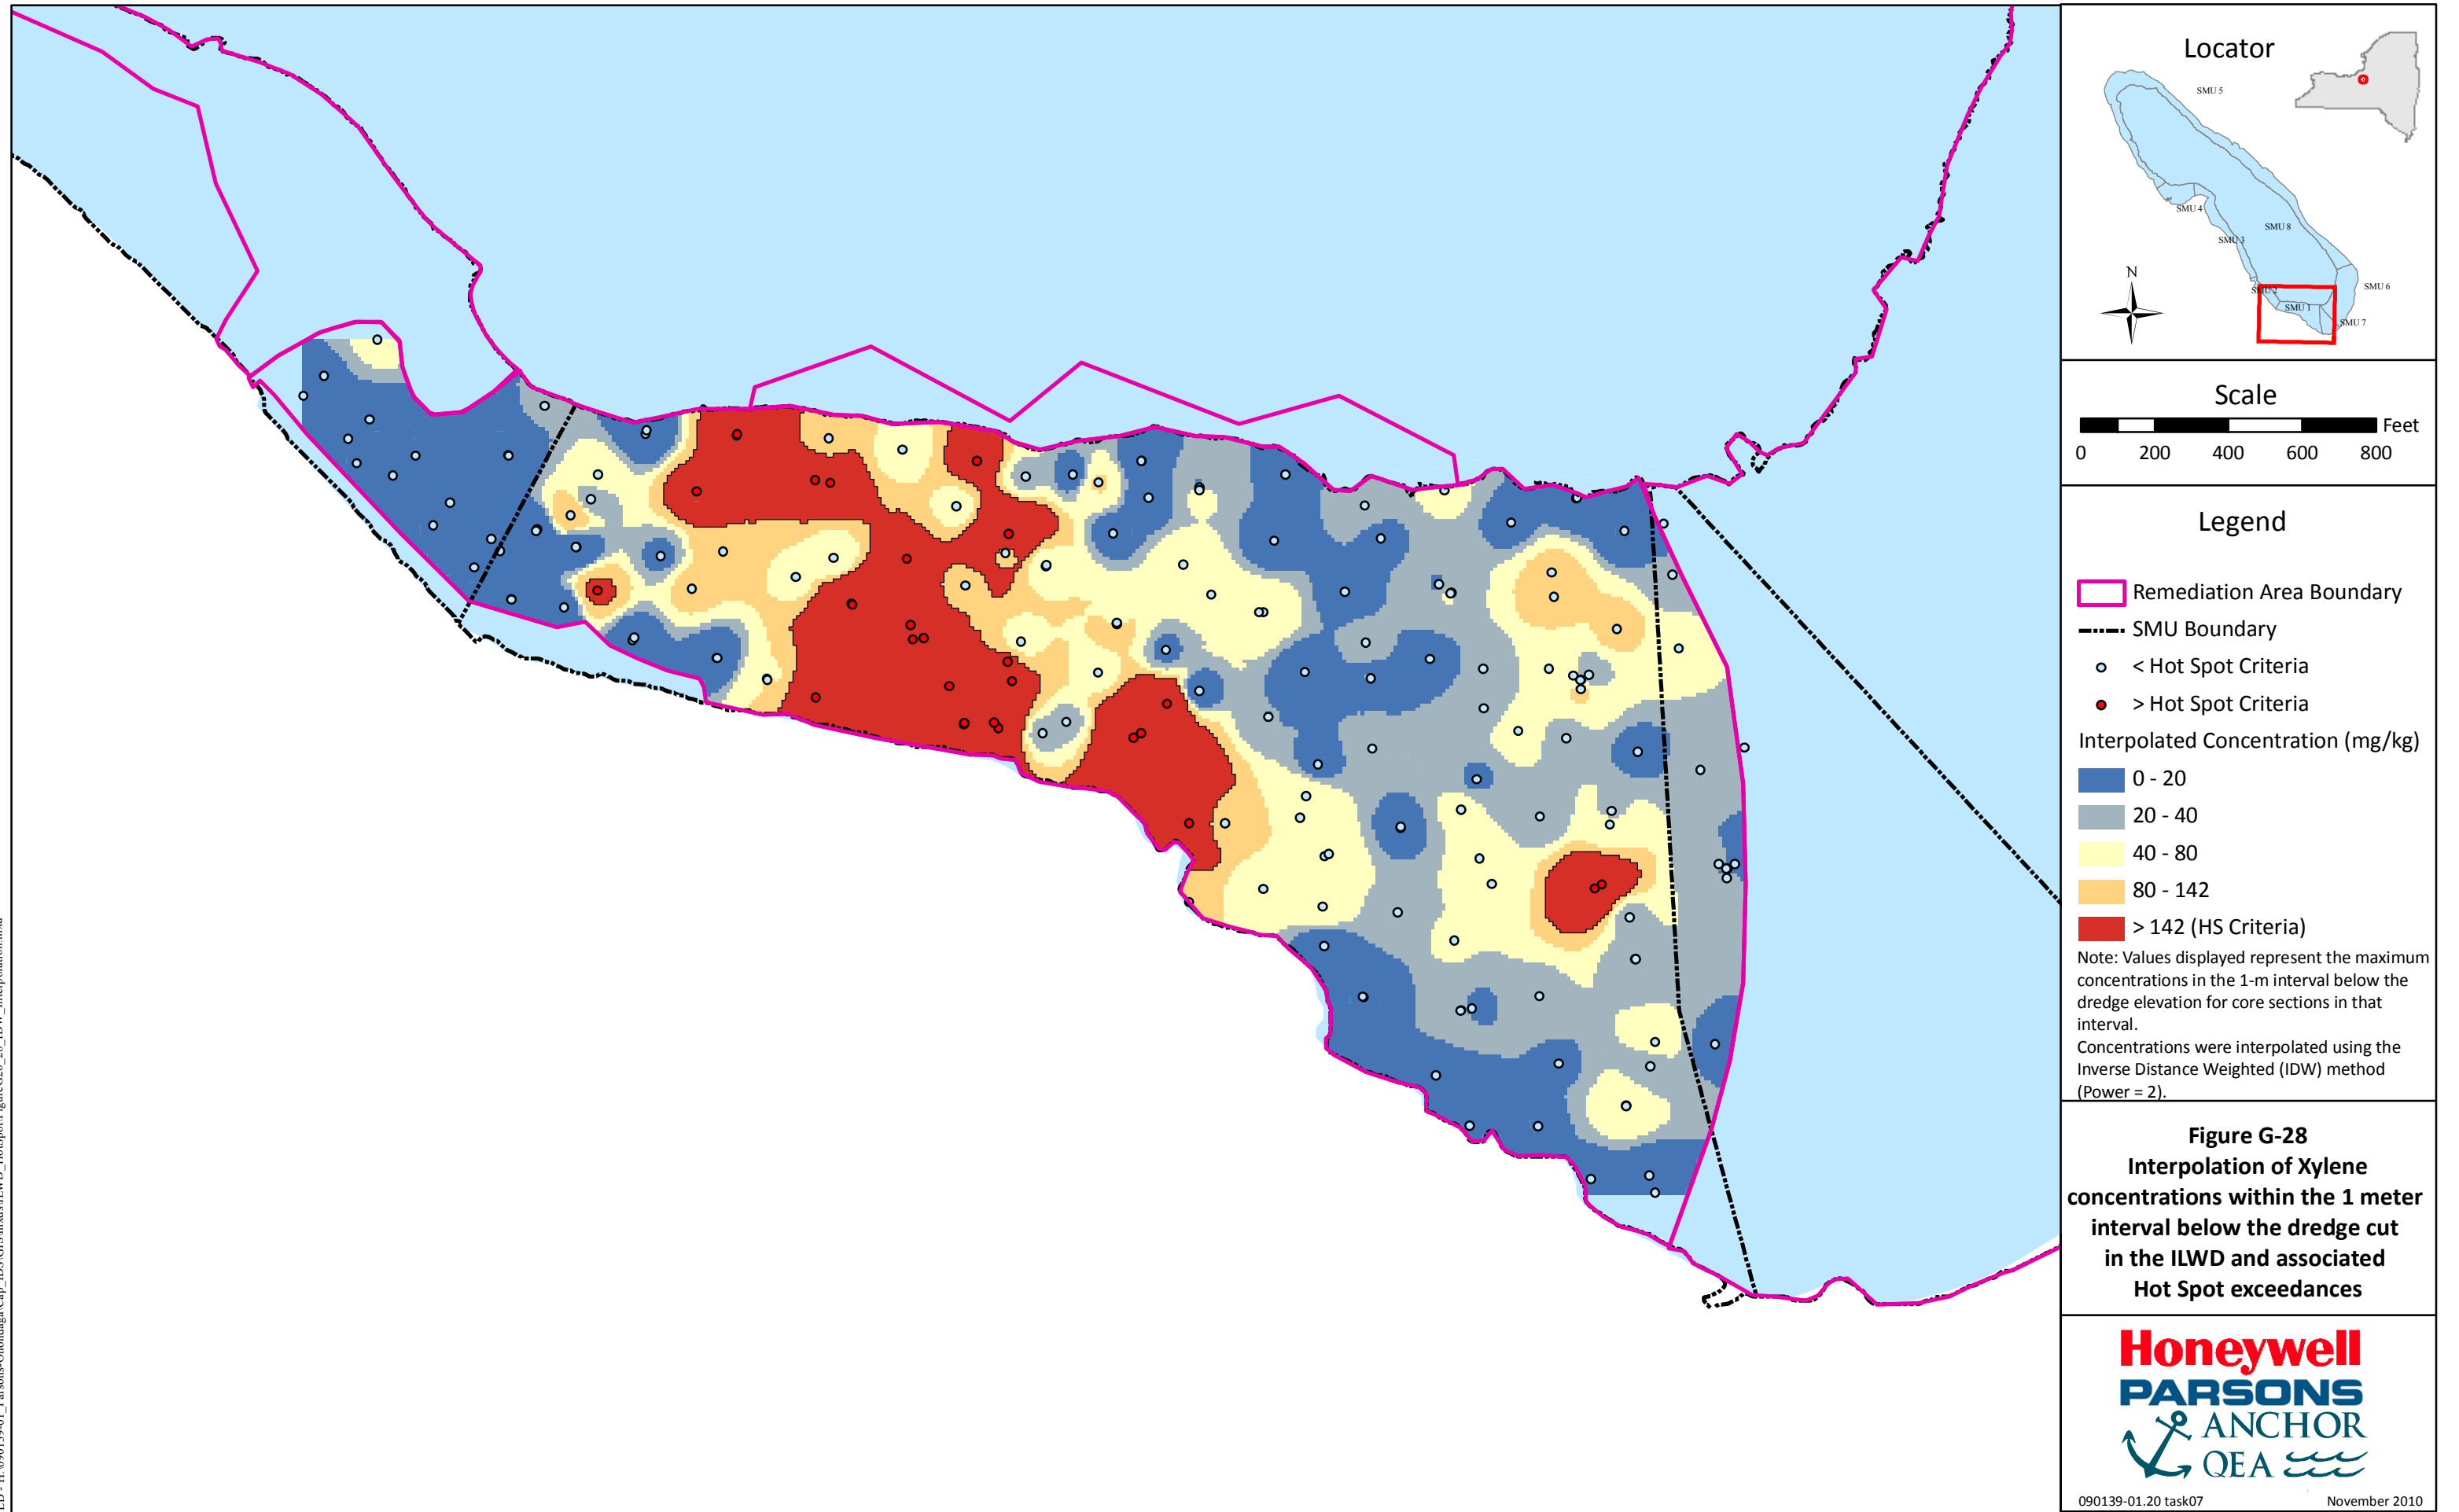 Locator
SMU 5
SMU 4
SMU 8
SMU 3
N
SMU 2
SMU 6
SMU 1
SMU 7
Scale
Feet
0 200 400 600 800
Legend
Remediation Area Boundary
SMU Boundary
< Hot Spot Criteria
> Hot Spot Criteria
Interpolated Concentration (mg/kg)
0 - 20
20 - 40
40 - 80
80 - 142
> 142 (HS Criteria)
Note: Values displayed represent the maximum
concentrations in the 1-m interval below the
dredge elevation for core sections in that
interval.
Concentrations were interpolated using the
Inverse Distance Weighted (IDW) method
(Power = 2).
Figure G-28
Interpolation of Xylene
concentrations within the 1 meter
interval below the dredge cut
in the ILWD and associated
Hot Spot exceedances
Honeywell
PARSONS
ANCHOR
QEA
090139-01.20 task07 November 2010